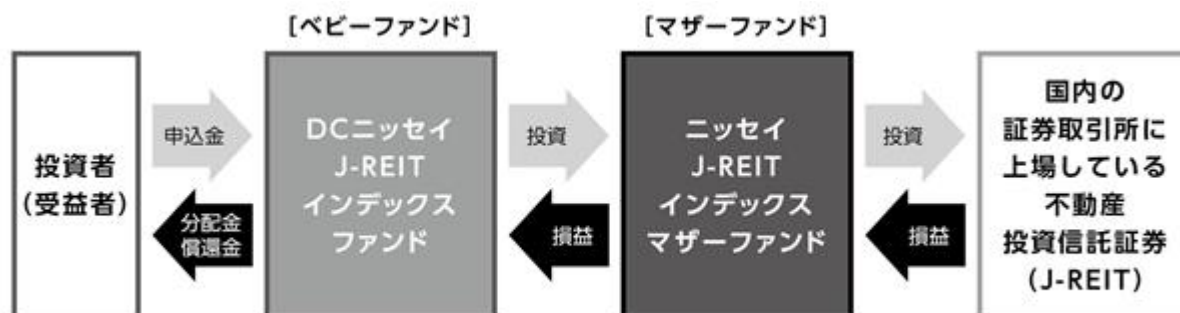 [ベビーファンド]
[マザーファンド]
投資者
(受益者)
申込金
分配金
償還金
DCニッセイ
J-REIT
インデックス
ファンド
投資
損益
ニッセイ
J-REIT
インデックス
マザーファンド
投資
損益
国内の
証券取引所に
上場している
不動産
投資信託証券
(J-REIT)